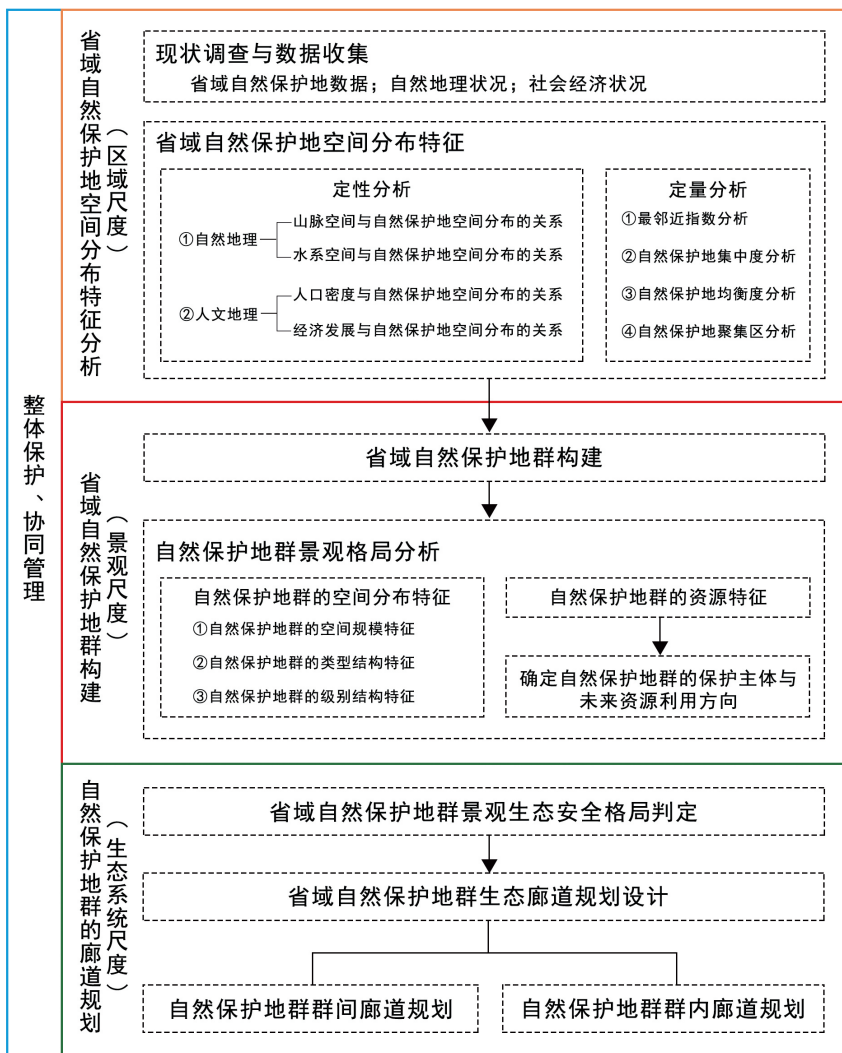 整体保护、协同管理
省域自然保护地空间分布特征分析
（区域尺度）
现状调查与数据收集
省域自然保护地数据；自然地理状况；社会经济状况
省域自然保护地空间分布特征
定性分析
①自然地理
山脉空间与自然保护地空间分布的关系
水系空间与自然保护地空间分布的关系
②人文地理
人口密度与自然保护地空间分布的关系
经济发展与自然保护地空间分布的关系
定量分析
①最邻近指数分析
②自然保护地集中度分析
③自然保护地均衡度分析
④自然保护地聚集区分析
省域自然保护地群构建
（景观尺度）
省域自然保护地群构建
自然保护地群景观格局分析
自然保护地群的空间分布特征
①自然保护地群的空间规模特征
②自然保护地群的类型结构特征
③自然保护地群的级别结构特征
自然保护地群的资源特征
确定自然保护地群的保护主体与
未来资源利用方向
自然保护地群的廊道规划
（生态系统尺度）
省域自然保护地群景观生态安全格局判定
省域自然保护地群生态廊道规划设计
自然保护地群群间廊道规划
自然保护地群群内廊道规划